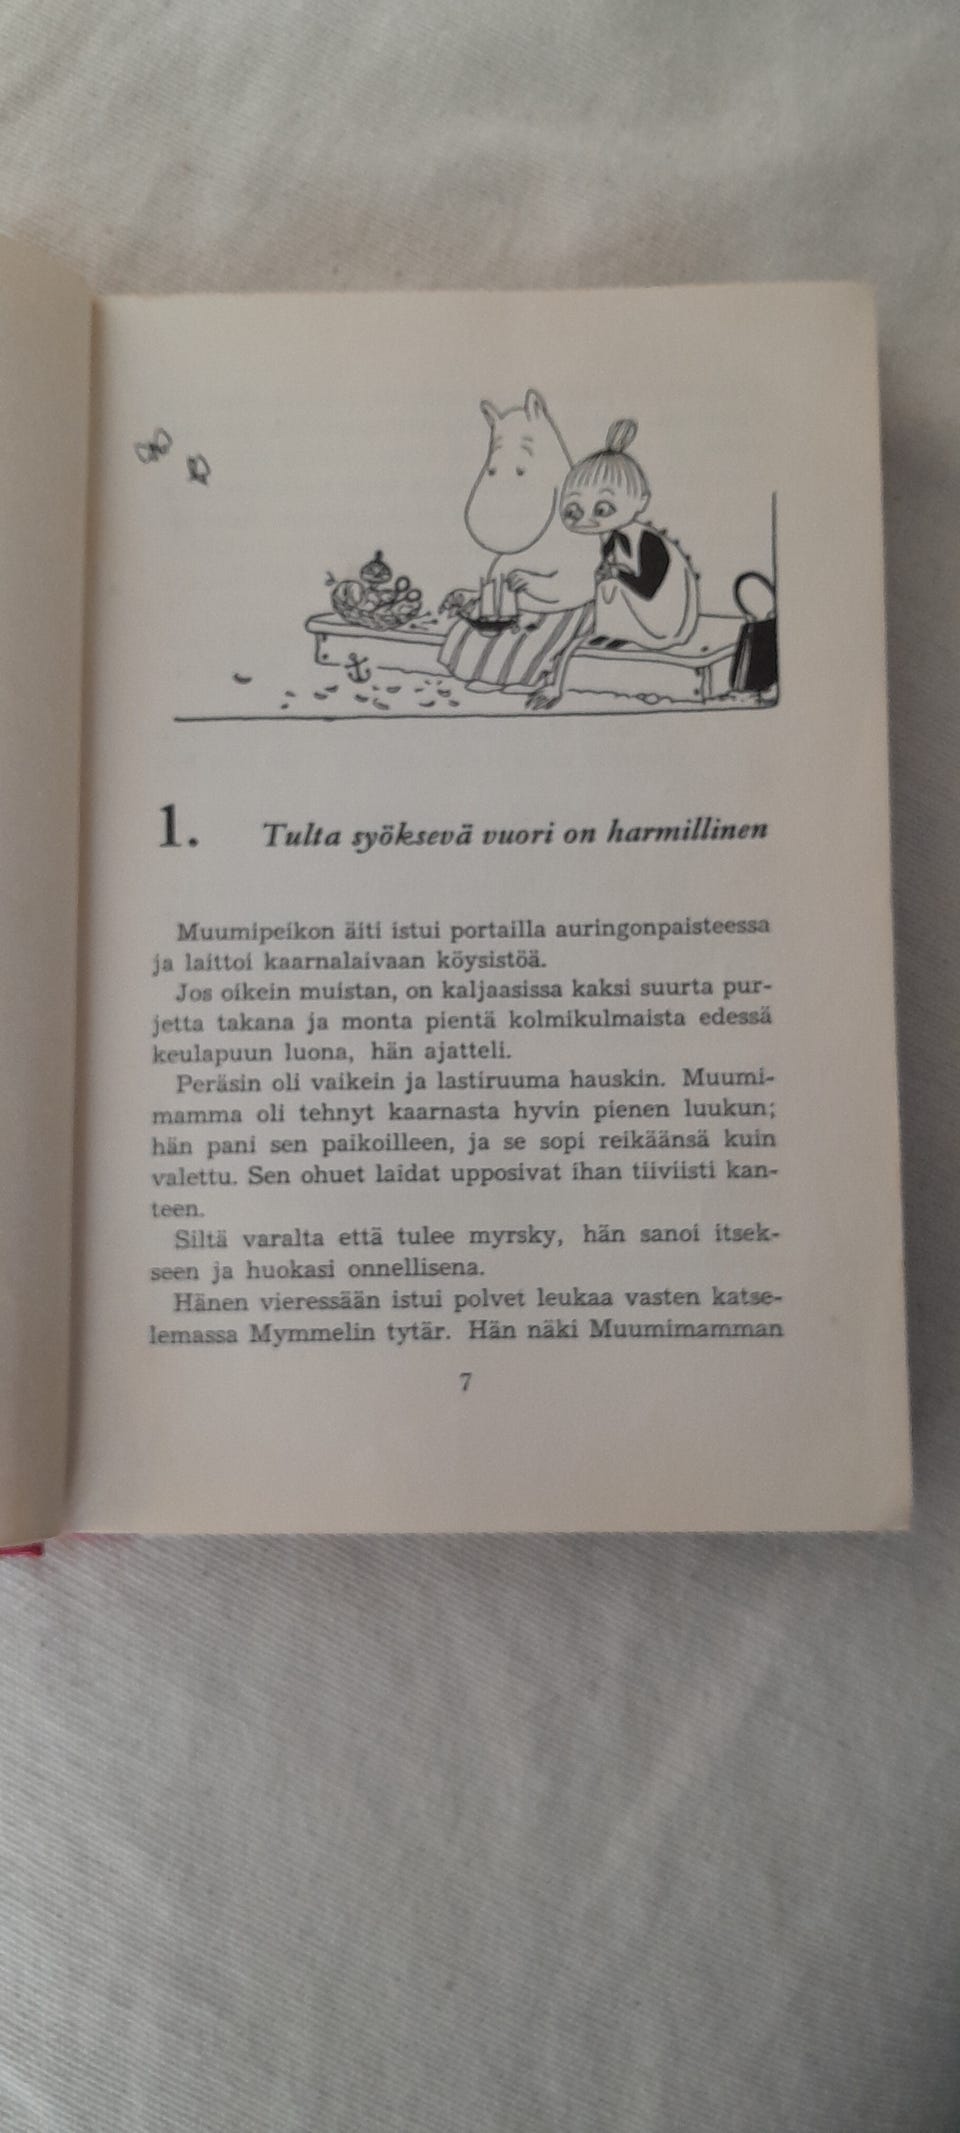 1. Tulta syöksevä vuori on harmillinen
Muumipeikon äiti istui portailla auringonpaisteessa
ja laittoi kaarnalaivaan köysistöä.
Jos oikein muistan, on kaljaasissa kaksi suurta pur-
jetta takana ja monta pientä kolmikulmaista edessä
keulapuun luona, hän ajatteli.
Peräsin oli vaikein ja lastiruuma hauskin. Muumi-
mamma oli tehnyt kaarnasta hyvin pienen luukun;
hän pani sen paikoilleen, ja se sopi reikäänsä kuin
valettu. Sen ohuet laidat upposivat ihan tiiviisti kan-
teen.
Siltä varalta että tulee myrsky, hän sanoi itsek-
seen ja huokasi onnellisena.
Hänen vieressään istui polvet leukaa vasten katse-
lemassa Mymmelin tytär. Hän näki Muumimamman
7